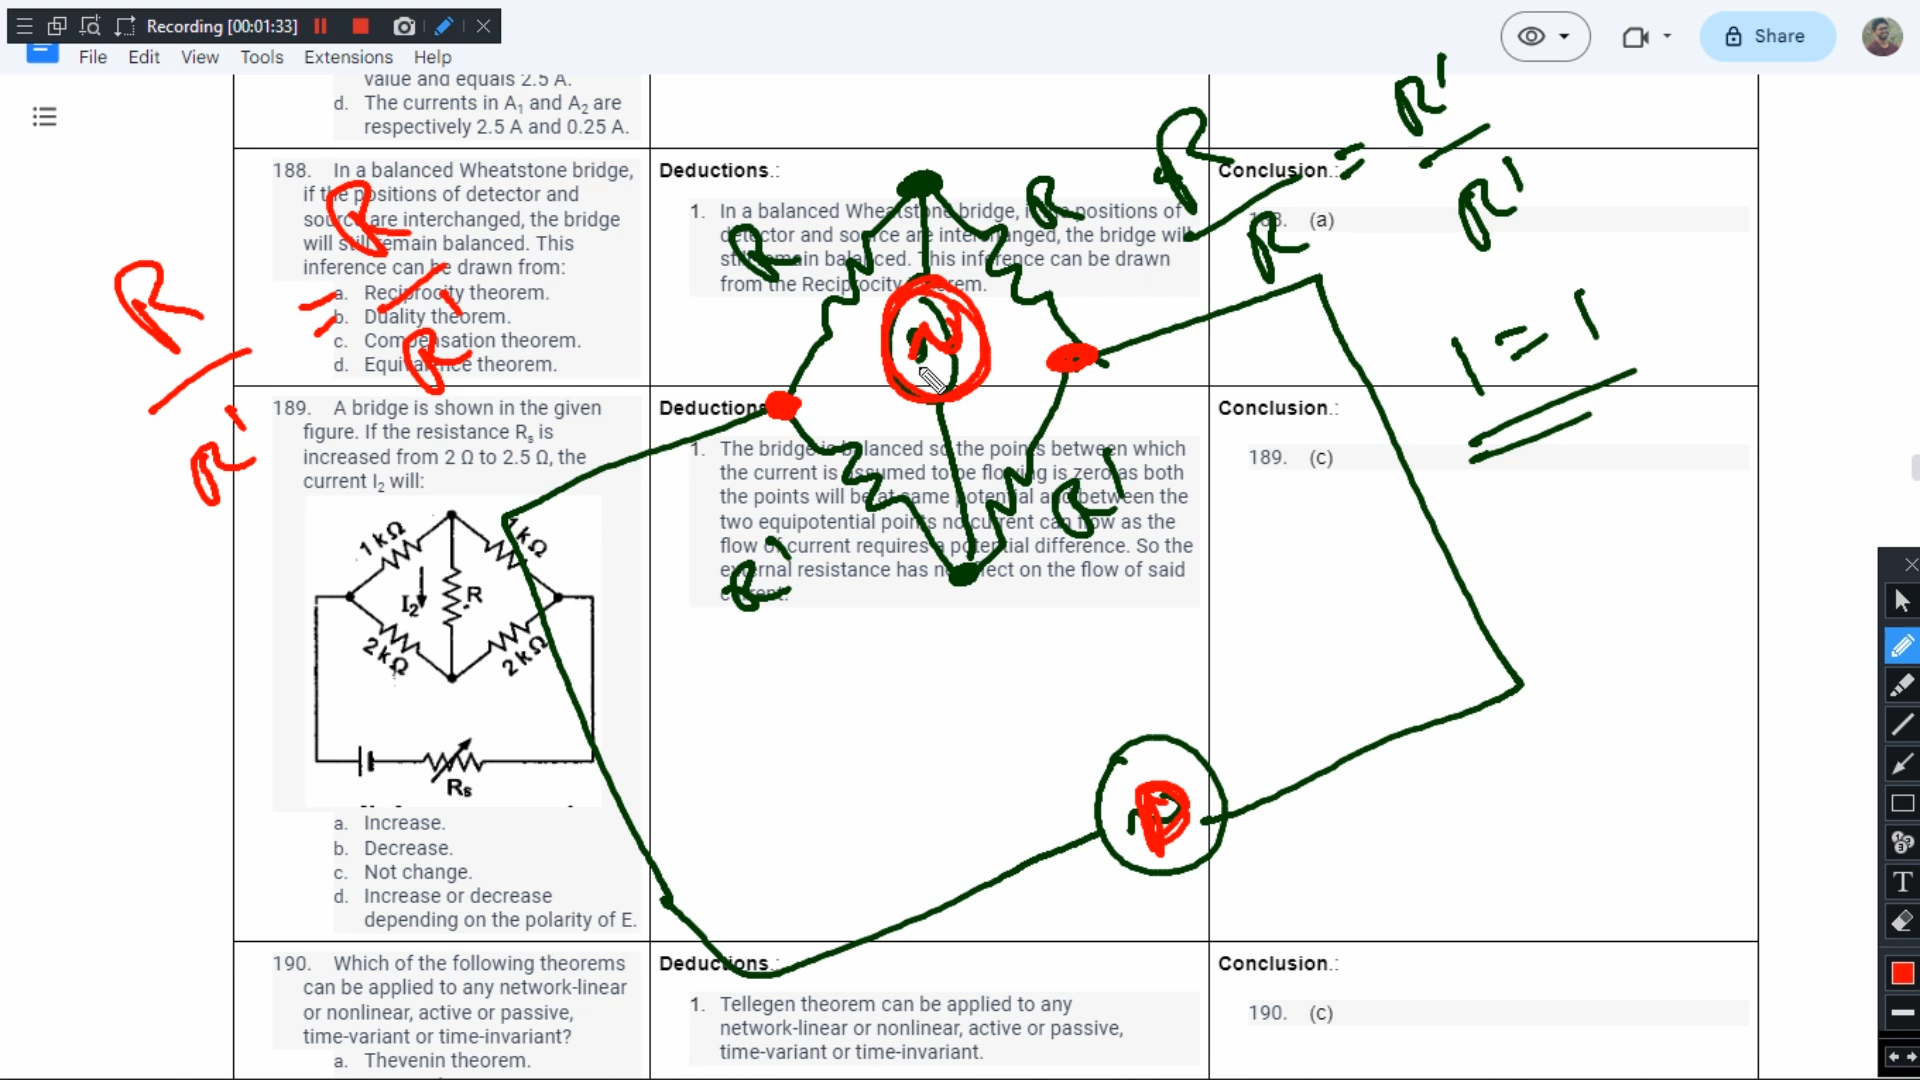 Recording [00:01:33]
File Edit View Tools Extensions Help
Share
value and equals 2.5 A.
d. The currents in A₁ and A₂ are
respectively 2.5 A and 0.25 A.
188. In a balanced Wheatstone bridge,
if the positions of detector and
source are interchanged, the bridge
will still remain balanced. This
inference can be drawn from:
a. Reciprocity theorem.
b. Duality theorem.
c. Compensation theorem.
d. Equivalence theorem.
Deductions.:
1. In a balanced Wheatstone bridge, if the positions of
detector and source are interchanged, the bridge will
still remain balanced. This inference can be drawn
from the Reciprocity theorem.
Conclusion.:
188. (a)
R/R' = R/R'
R
R
R'
R'
N
D
R/R = R'/R'
1 = 1
189. A bridge is shown in the given
figure. If the resistance Rₛ is
increased from 2 Ω to 2.5 Ω, the
current I₂ will:
1 kΩ
1 kΩ
I₂
R
2 kΩ
2 kΩ
Rs
a. Increase.
b. Decrease.
c. Not change.
d. Increase or decrease
depending on the polarity of E.
Deductions
1. The bridge is balanced so the points between which
the current is assumed to be flowing is zero as both
the points will be at same potential and between the
two equipotential points no current can flow as the
flow of current requires a potential difference. So the
external resistance has no effect on the flow of said
current.
Conclusion.:
189. (c)
190. Which of the following theorems
can be applied to any network-linear
or nonlinear, active or passive,
time-variant or time-invariant?
a. Thevenin theorem.
Deductions.:
1. Tellegen theorem can be applied to any
network-linear or nonlinear, active or passive,
time-variant or time-invariant.
Conclusion.:
190. (c)